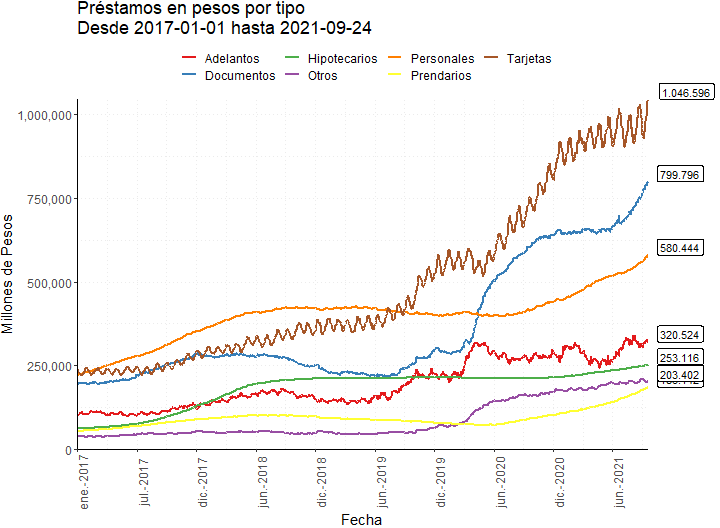 Préstamos en pesos por tipo
Desde 2017-01-01 hasta 2021-09-24
Adelantos Hipotecarios Personales Tarjetas
Documentos Otros Prendarios
1.046.596
1,000,000
799.796
750,000
580.444
500,000
320.524
253.116
250,000
203.402
0
Millones de Pesos
ene.-2017
jul.-2017
dic.-2017
jun.-2018
dic.-2018
jun.-2019
dic.-2019
jun.-2020
dic.-2020
jun.-2021
Fecha